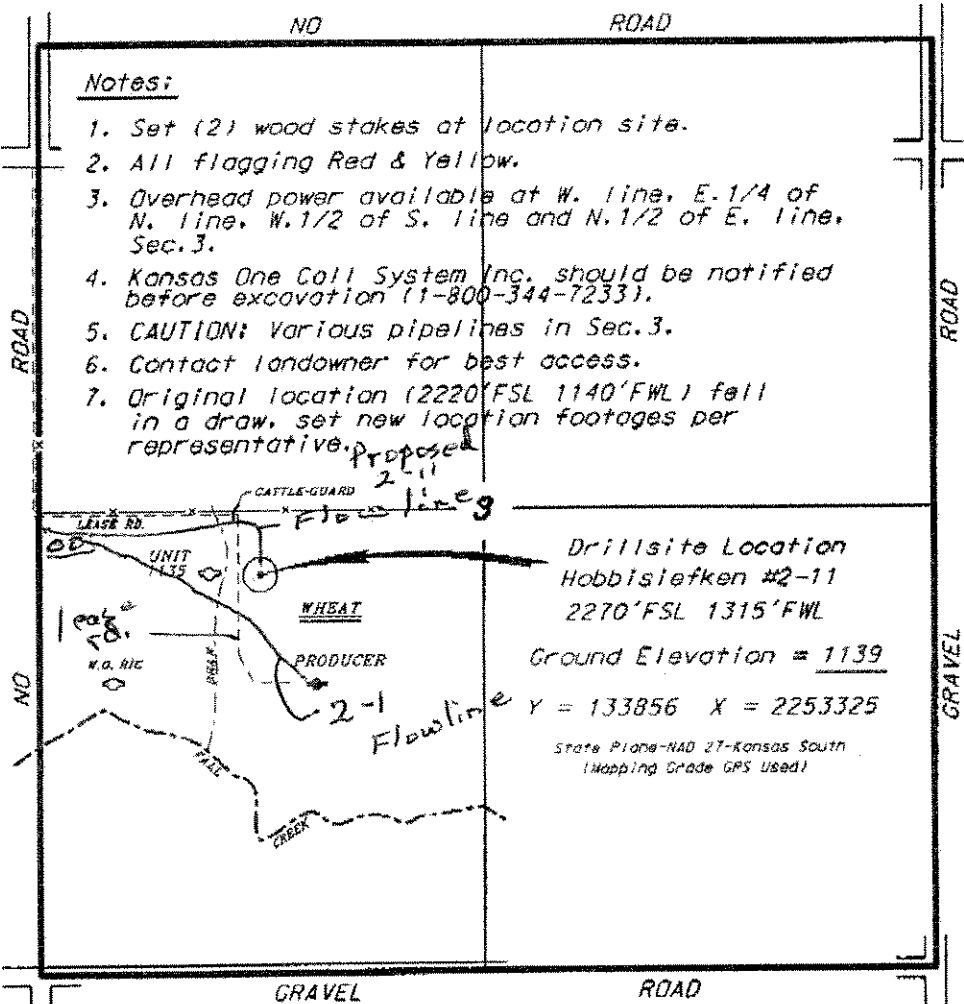 NO ROAD
Notes:
1. Set (2) wood stakes at location site.
2. All flagging Red & Yellow.
3. Overhead power available at W. line, E.1/4 of
N. line, W.1/2 of S. line and N.1/2 of E. line,
Sec.3.
4. Kansas One Call System Inc. should be notified
before excavation (1-800-344-7233).
5. CAUTION: Various pipelines in Sec.3.
6. Contact landowner for best access.
7. Original location (2220'FSL 1140'FWL) fell
in a draw, set new location footages per
representative.
Proposed
2-11
Flow line
CATTLE-GUARD
LEASE RD.
UNIT
1135
WHEAT
PRODUCER
DRAW
2-1
Flowline
FALL
CREEK
Drillsite Location
Hobbisiefken #2-11
2270'FSL 1315'FWL
Ground Elevation = 1139
Y = 133856 X = 2253325
State Plane-NAD 27-Kansas South
(Mapping Grade GPS Used)
NO ROAD
GRAVEL ROAD
GRAVEL ROAD